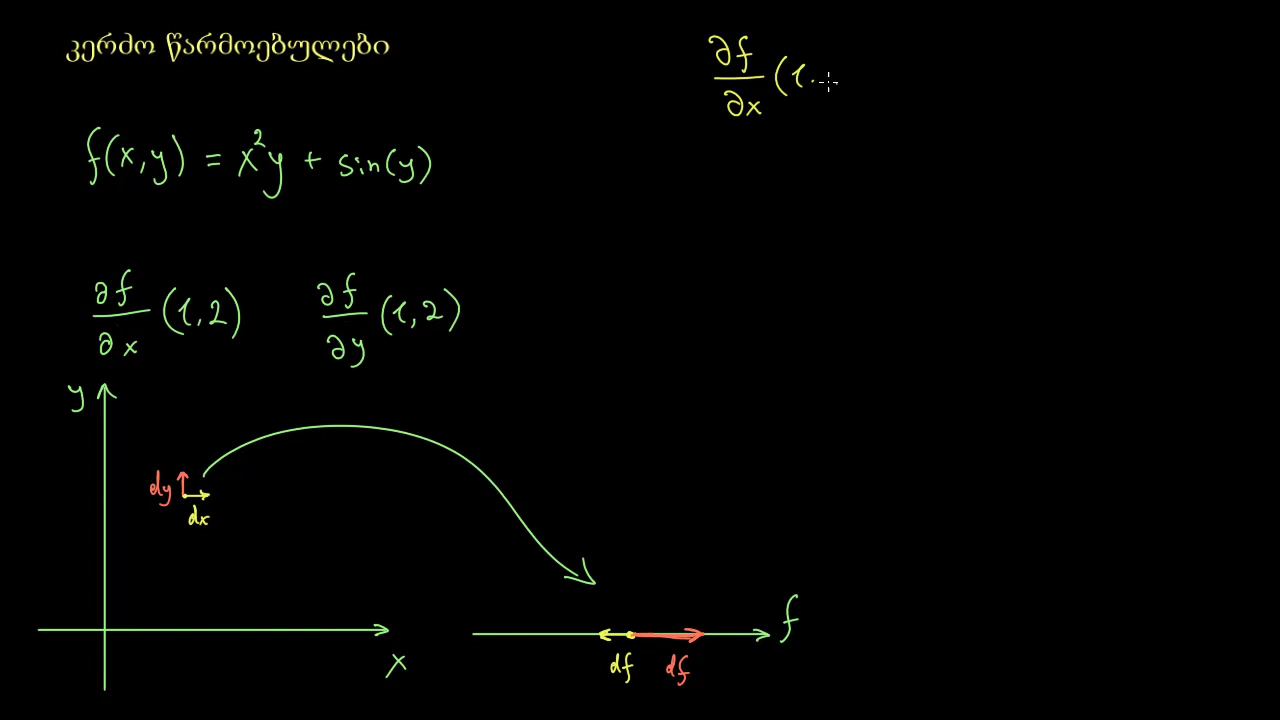 კერძო წარმოებულები
∂f/∂x (1.
f(x,y) = x²y + sin(y)
∂f/∂x (1,2) ∂f/∂y (1,2)
y
dy
dx
f
x
df df